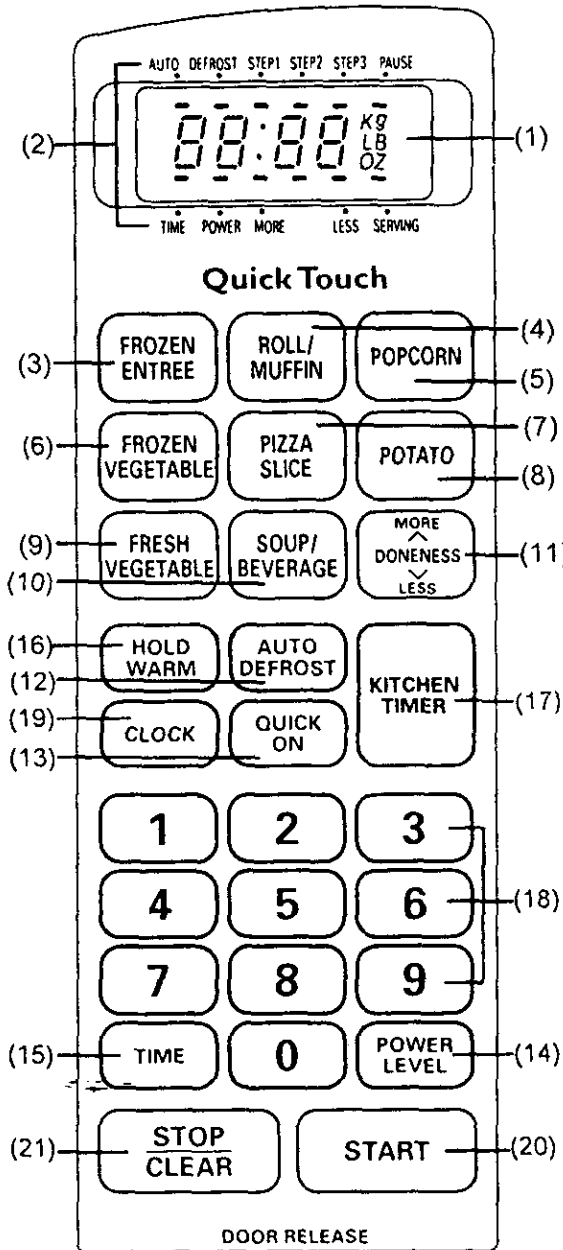 AUTO DEFROST STEP1 STEP2 STEP3 PAUSE
88:88 Kg
LB
OZ
(2) (1)
TIME POWER MORE LESS SERVING
Quick Touch
(3) FROZEN ENTREE
ROLL/ MUFFIN (4)
POPCORN (5)
(6) FROZEN VEGETABLE
PIZZA SLICE (7)
POTATO (8)
(9) FRESH VEGETABLE
(10) SOUP/ BEVERAGE
MORE
DONENESS (11)
LESS
(16) HOLD WARM
(12) AUTO DEFROST
KITCHEN TIMER (17)
(19) CLOCK
(13) QUICK ON
1 2 3
4 5 6 (18)
7 8 9
(15) TIME 0 POWER LEVEL (14)
(21) STOP CLEAR
START (20)
DOOR RELEASE